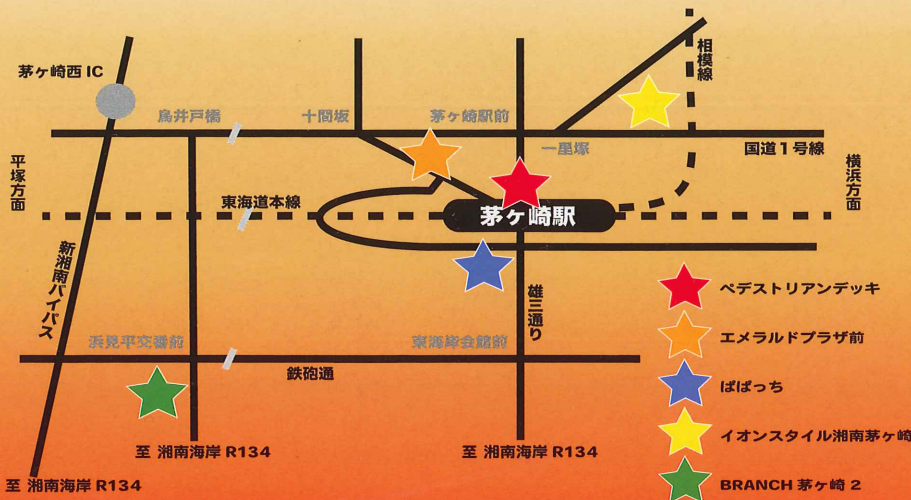 茅ヶ崎西 IC
鳥井戸橋
十間坂
茅ヶ崎駅前
相模線
一里塚
国道1号線
平塚方面
横浜方面
東海道本線
茅ヶ崎駅
新湘南バイパス
雄三通り
浜見平交番前
東海岸会館前
鉄砲通
至 湘南海岸 R134
至 湘南海岸 R134
至 湘南海岸 R134
ペデストリアンデッキ
エメラルドプラザ前
ぱぱっち
イオンスタイル湘南茅ヶ崎
BRANCH 茅ヶ崎 2